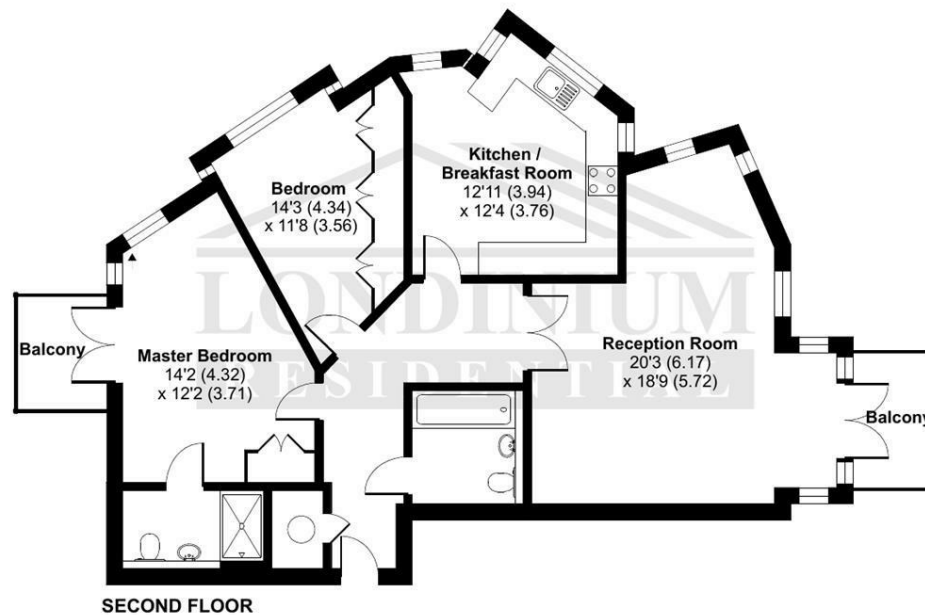 Kitchen /
Breakfast Room
12'11 (3.94)
x 12'4 (3.76)
Bedroom
14'3 (4.34)
x 11'8 (3.56)
LONDINIUM
RESIDENTIAL
Balcony
Master Bedroom
14'2 (4.32)
x 12'2 (3.71)
Reception Room
20'3 (6.17)
x 18'9 (5.72)
Balcony
SECOND FLOOR